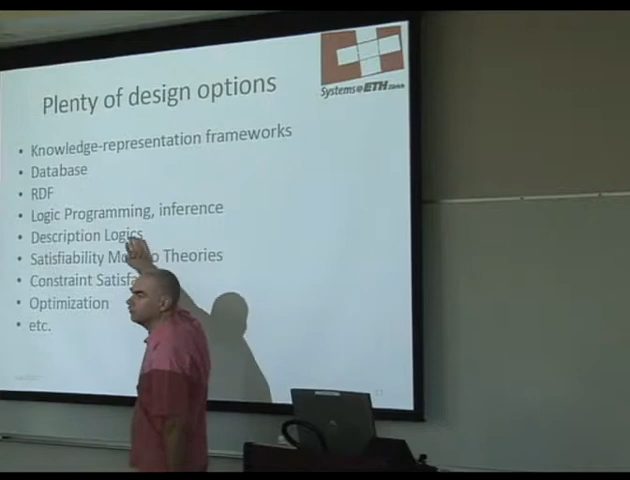 Systems@ETH Zürich
Plenty of design options
• Knowledge-representation frameworks
• Database
• RDF
• Logic Programming, inference
• Description Logics
• Satisfiability Theories
• Constraint
• Optimization
• etc.